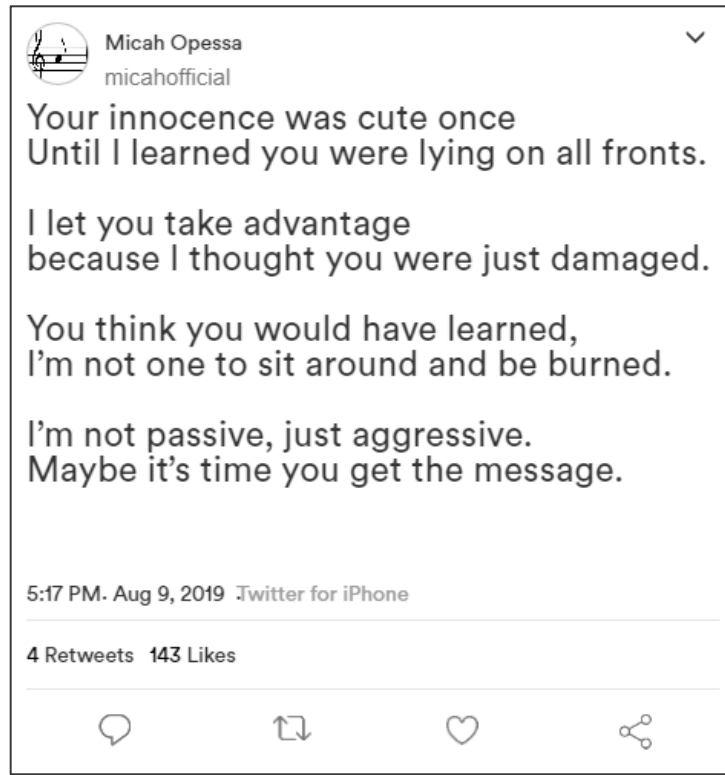 Micah Opessa
micahofficial
Your innocence was cute once
Until I learned you were lying on all fronts.
I let you take advantage
because I thought you were just damaged.
You think you would have learned,
I'm not one to sit around and be burned.
I'm not passive, just aggressive.
Maybe it's time you get the message.
5:17 PM. Aug 9, 2019 .Twitter for iPhone
4 Retweets 143 Likes